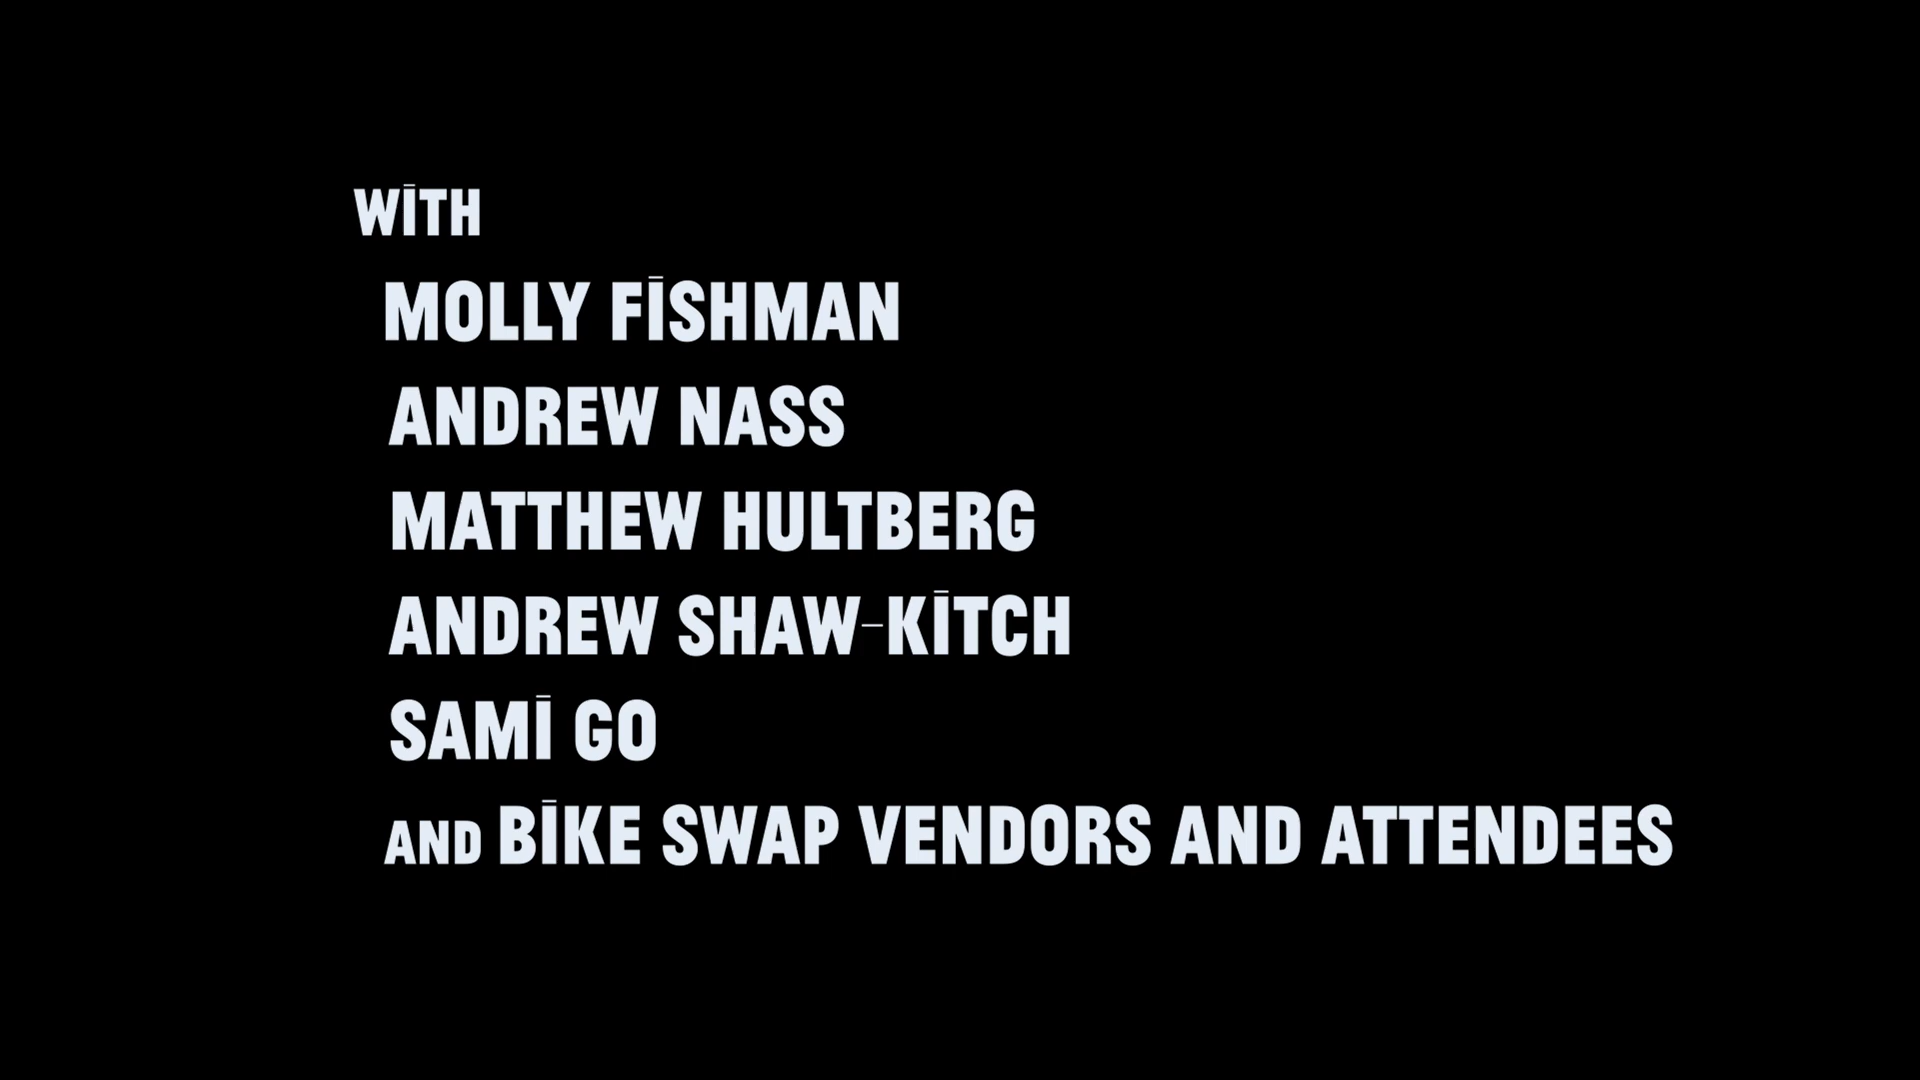 WITH
MOLLY FISHMAN
ANDREW NASS
MATTHEW HULTBERG
ANDREW SHAW-KITCH
SAMI GO
AND BIKE SWAP VENDORS AND ATTENDEES